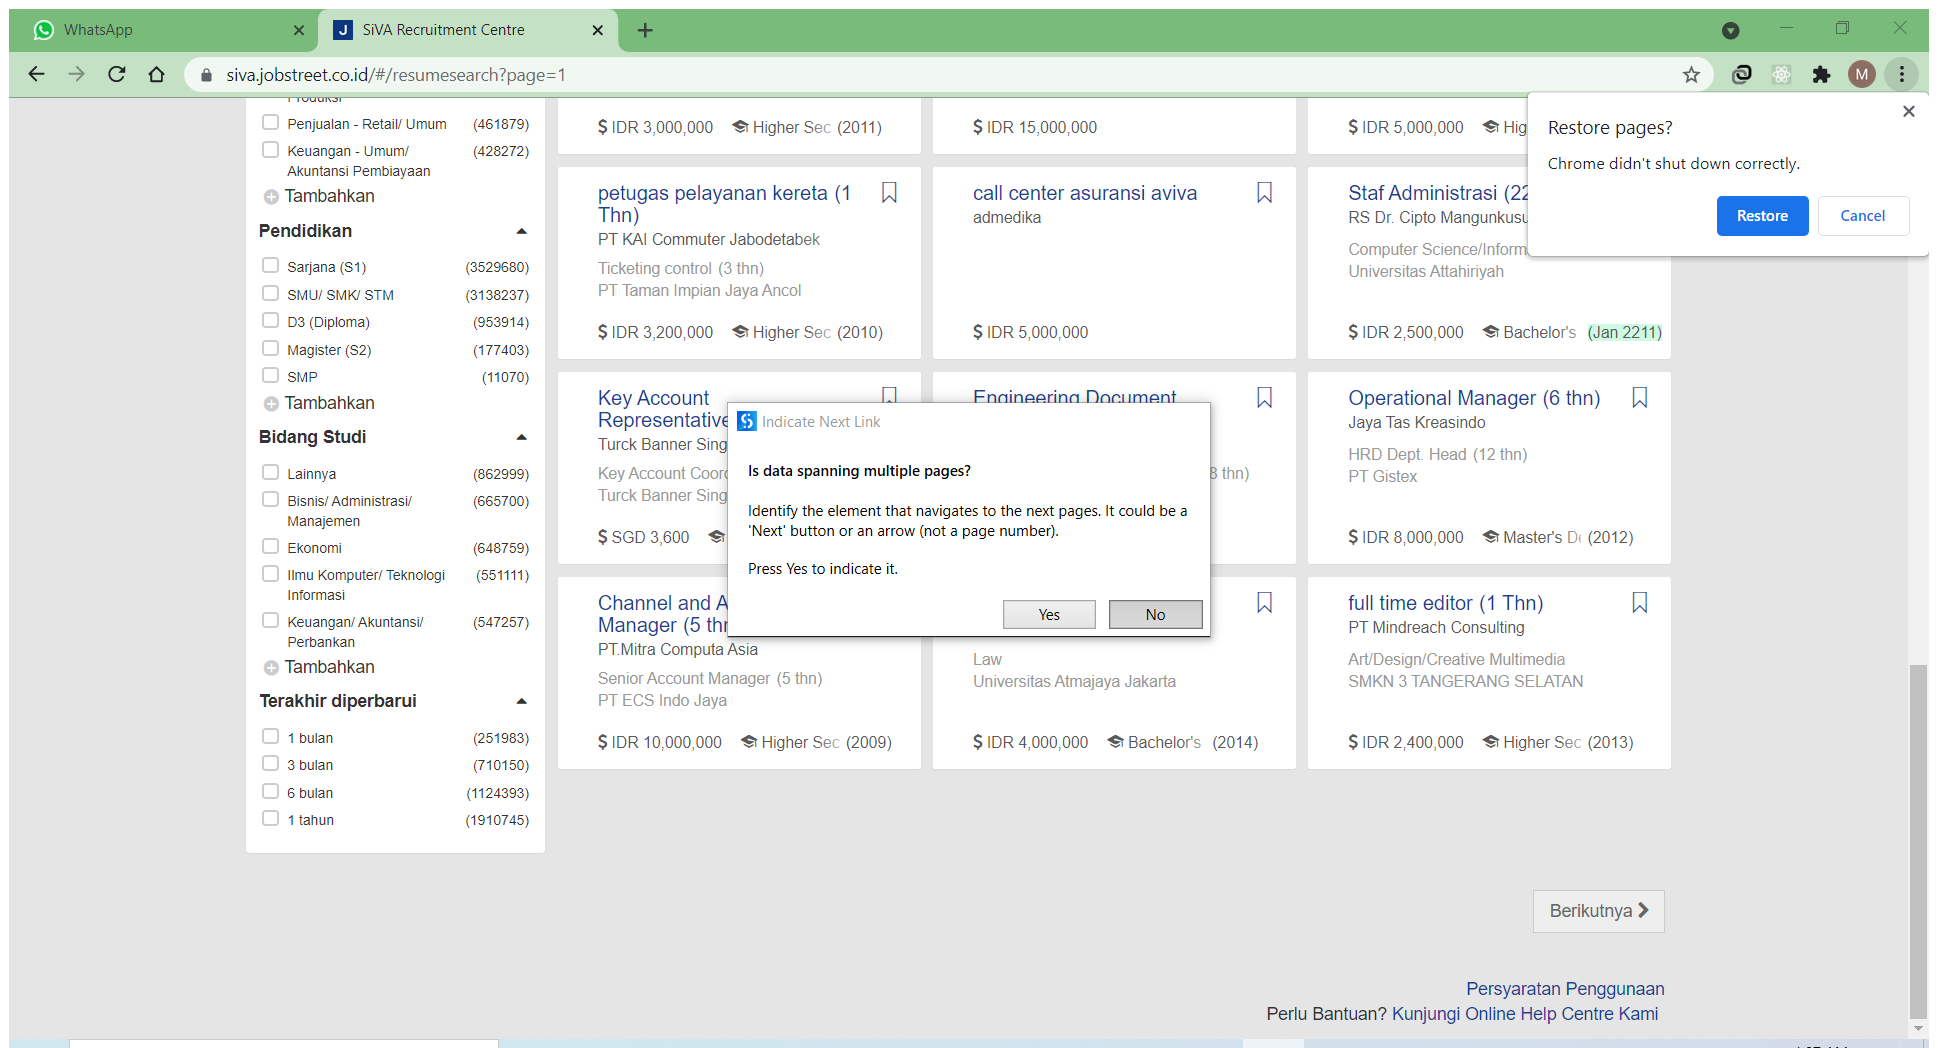 WhatsApp
SiVA Recruitment Centre
siva.jobstreet.co.id/#/resumesearch?page=1
M
Restore pages?
Chrome didn't shut down correctly.
Restore
Cancel
Produksi
Penjualan - Retail/ Umum (461879)
Keuangan - Umum/ (428272)
Akuntansi Pembiayaan
Tambahkan
Pendidikan
Sarjana (S1) (3529680)
SMU/ SMK/ STM (3138237)
D3 (Diploma) (953914)
Magister (S2) (177403)
SMP (11070)
Tambahkan
Bidang Studi
Lainnya (862999)
Bisnis/ Administrasi/ (665700)
Manajemen
Ekonomi (648759)
Ilmu Komputer/ Teknologi (551111)
Informasi
Keuangan/ Akuntansi/ (547257)
Perbankan
Tambahkan
Terakhir diperbarui
1 bulan (251983)
3 bulan (710150)
6 bulan (1124393)
1 tahun (1910745)
$ IDR 3,000,000 Higher Sec (2011)
$ IDR 15,000,000
$ IDR 5,000,000 Hig
petugas pelayanan kereta (1
Thn)
PT KAI Commuter Jabodetabek
Ticketing control (3 thn)
PT Taman Impian Jaya Ancol
$ IDR 3,200,000 Higher Sec (2010)
call center asuransi aviva
admedika
$ IDR 5,000,000
Staf Administrasi (22
RS Dr. Cipto Mangunkusu
Computer Science/Inform
Universitas Attahiriyah
$ IDR 2,500,000 Bachelor's (Jan 2211)
Key Account
Representative
Turck Banner Sing
Key Account Coord
Turck Banner Sing
$ SGD 3,600
Engineering Document
8 thn)
Operational Manager (6 thn)
Jaya Tas Kreasindo
HRD Dept. Head (12 thn)
PT Gistex
$ IDR 8,000,000 Master's De (2012)
Indicate Next Link
Is data spanning multiple pages?
Identify the element that navigates to the next pages. It could be a
'Next' button or an arrow (not a page number).
Press Yes to indicate it.
Yes
No
Channel and A
Manager (5 thn
PT.Mitra Computa Asia
Senior Account Manager (5 thn)
PT ECS Indo Jaya
$ IDR 10,000,000 Higher Sec (2009)
Law
Universitas Atmajaya Jakarta
$ IDR 4,000,000 Bachelor's (2014)
full time editor (1 Thn)
PT Mindreach Consulting
Art/Design/Creative Multimedia
SMKN 3 TANGERANG SELATAN
$ IDR 2,400,000 Higher Sec (2013)
Berikutnya
Persyaratan Penggunaan
Perlu Bantuan? Kunjungi Online Help Centre Kami